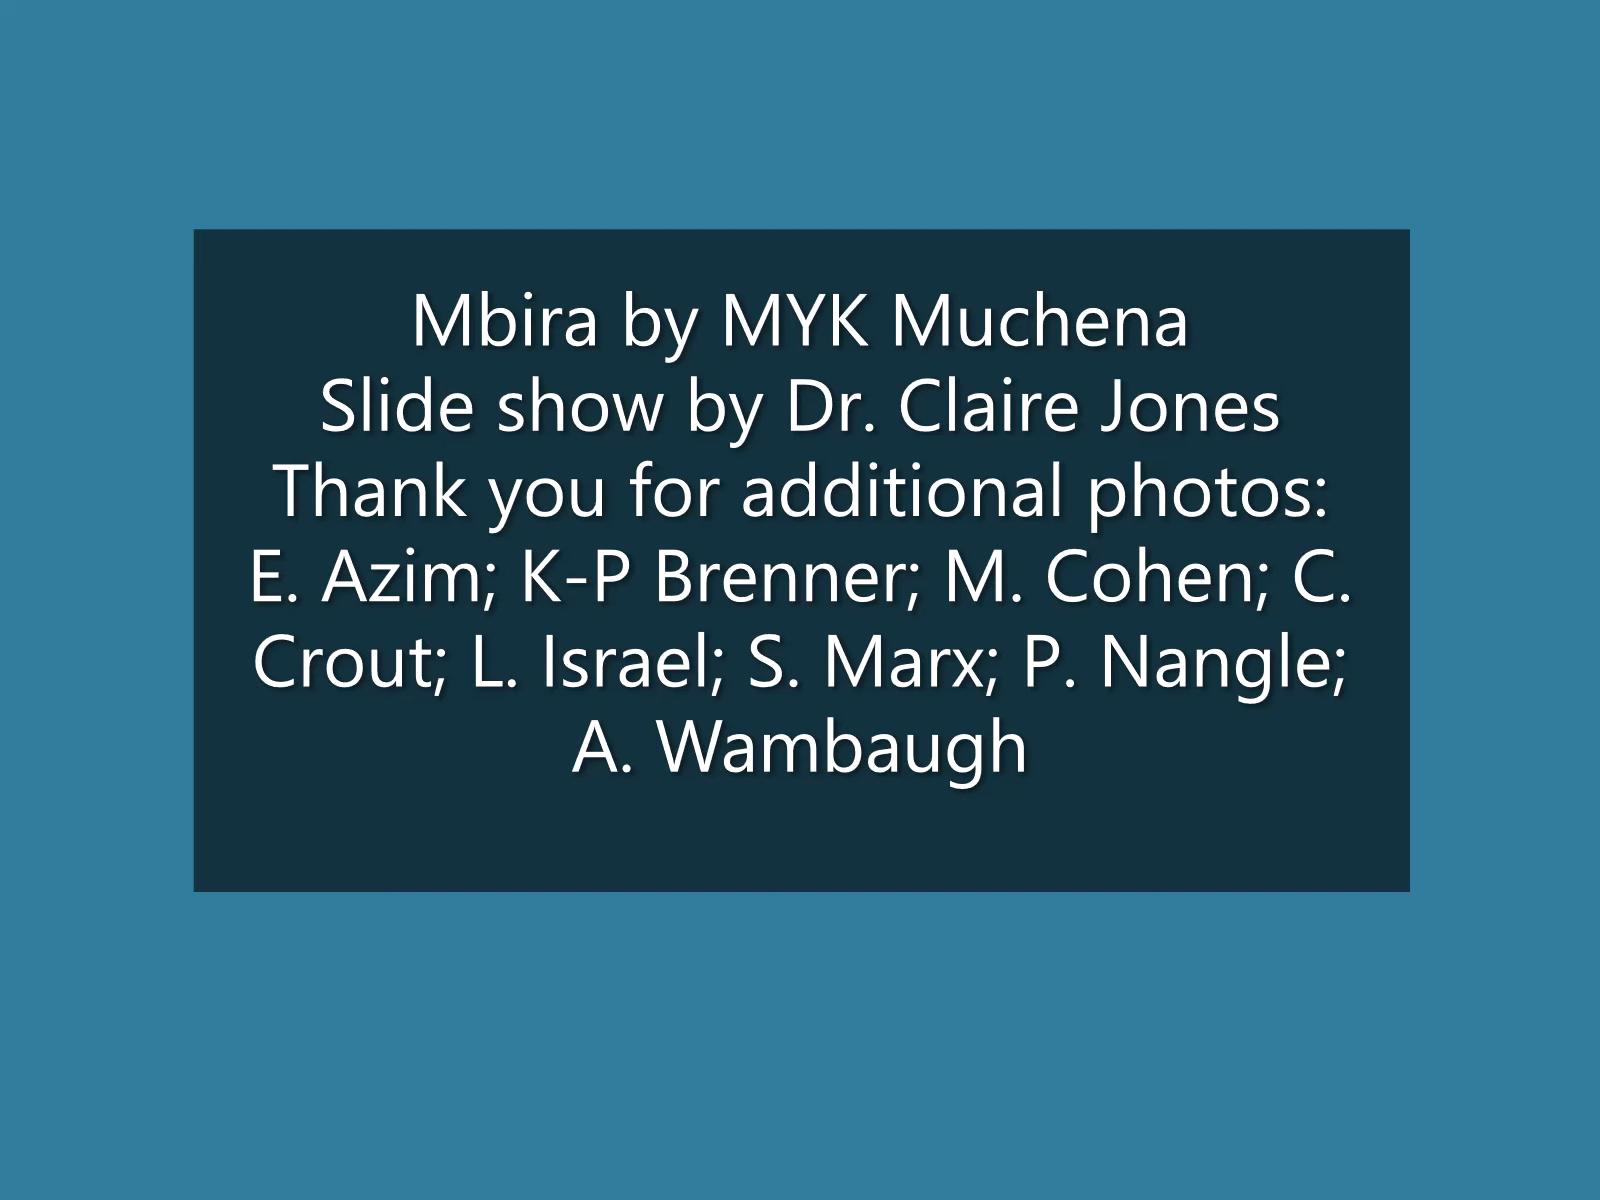 Mbira by MYK Muchena
Slide show by Dr. Claire Jones
Thank you for additional photos:
E. Azim; K-P Brenner; M. Cohen; C.
Crout; L. Israel; S. Marx; P. Nangle;
A. Wambaugh